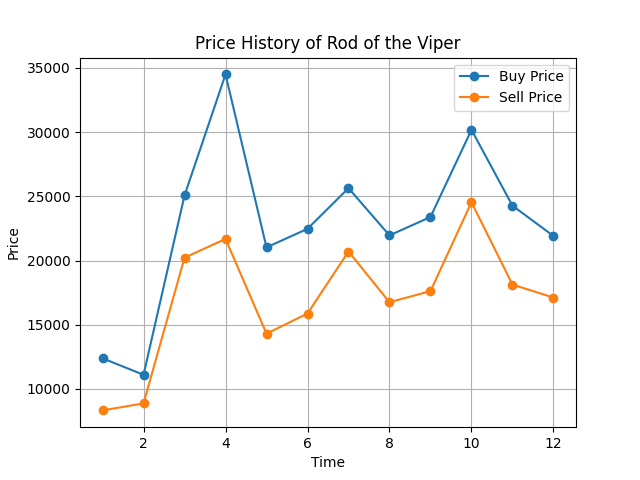 Price History of Rod of the Viper
Buy Price
Sell Price
35000
30000
25000
20000
15000
10000
Price
2 4 6 8 10 12
Time